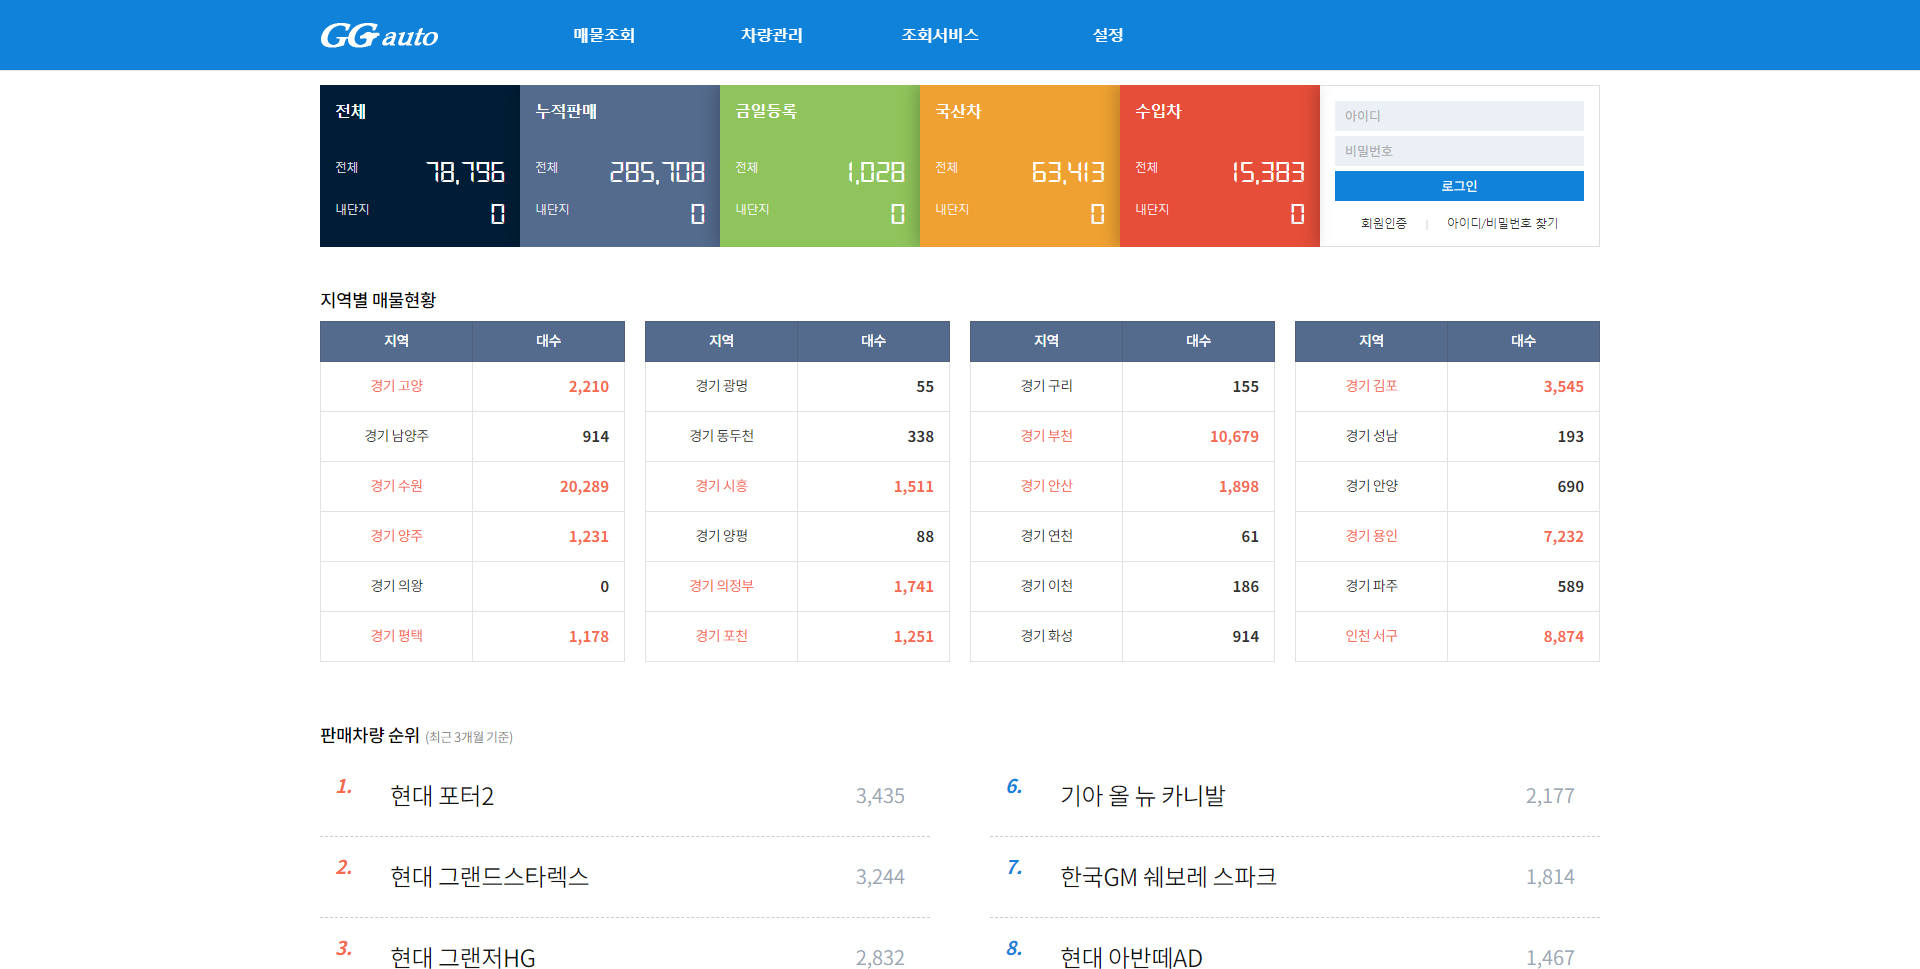 GG auto
매물조회 차량관리 조회서비스 설정
전체
전체 78,796
내단지 0
누적판매
전체 285,708
내단지 0
금일등록
전체 1,028
내단지 0
국산차
전체 63,413
내단지 0
수입차
전체 15,383
내단지 0
아이디
비밀번호
로그인
회원인증 | 아이디/비밀번호 찾기
지역별 매물현황
지역 대수 지역 대수 지역 대수 지역 대수
경기 고양 2,210 경기 광명 55 경기 구리 155 경기 김포 3,545
경기 남양주 914 경기 동두천 338 경기 부천 10,679 경기 성남 193
경기 수원 20,289 경기 시흥 1,511 경기 안산 1,898 경기 안양 690
경기 양주 1,231 경기 양평 88 경기 연천 61 경기 용인 7,232
경기 의왕 0 경기 의정부 1,741 경기 이천 186 경기 파주 589
경기 평택 1,178 경기 포천 1,251 경기 화성 914 인천 서구 8,874
판매차량 순위 (최근 3개월 기준)
1. 현대 포터2 3,435
2. 현대 그랜드스타렉스 3,244
3. 현대 그랜저HG 2,832
6. 기아 올 뉴 카니발 2,177
7. 한국GM 쉐보레 스파크 1,814
8. 현대 아반떼AD 1,467